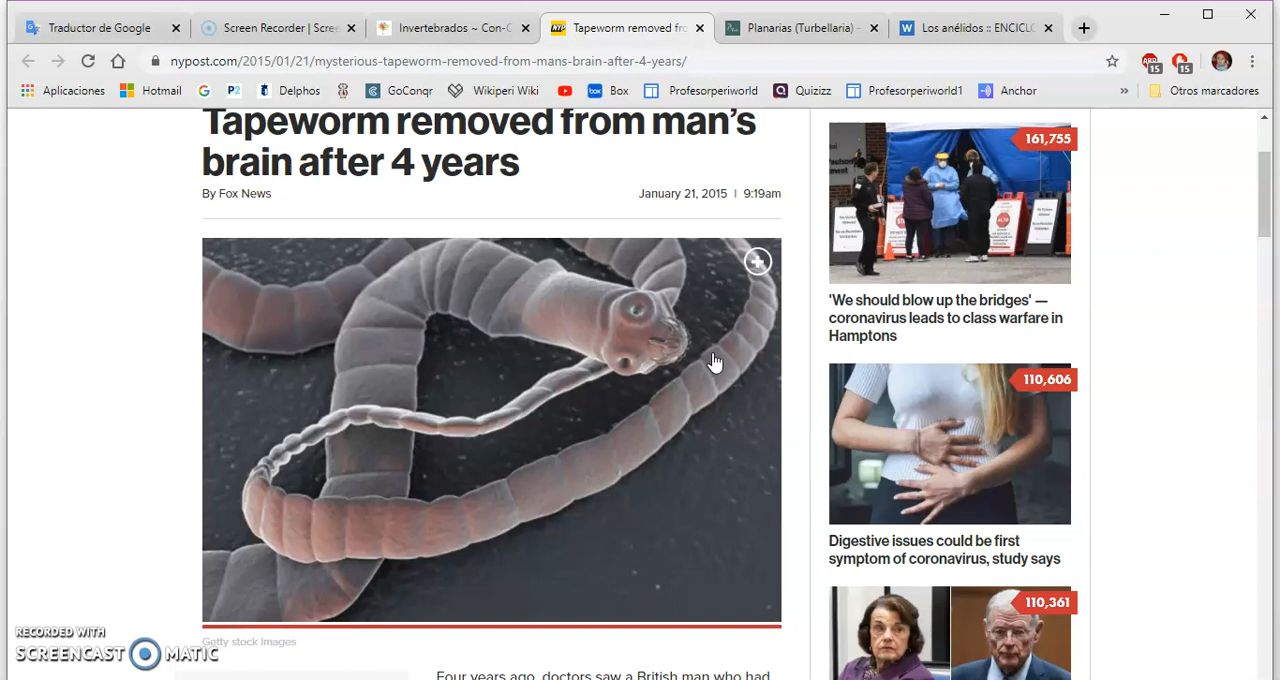 Traductor de Google
Screen Recorder | Scree
Invertebrados ~ Con-C
NYP
Tapeworm removed fro
Planarias (Turbellaria) -
W
Los anélidos :: ENCICLO
nypost.com/2015/01/21/mysterious-tapeworm-removed-from-mans-brain-after-4-years/
15
15
Aplicaciones
Hotmail
Delphos
GoConqr
Wikiperi Wiki
box
Box
Profesorperiworld
Quizizz
Profesorperiworld1
Anchor
»
Otros marcadores
Tapeworm removed from man's
brain after 4 years
By Fox News
January 21, 2015 I 9:19am
Getty stock Images
Four years ago, doctors saw a British man who had
161,755
'We should blow up the bridges' —
coronavirus leads to class warfare in
Hamptons
110,606
Digestive issues could be first
symptom of coronavirus, study says
110,361
RECORDED WITH
SCREENCAST MATIC